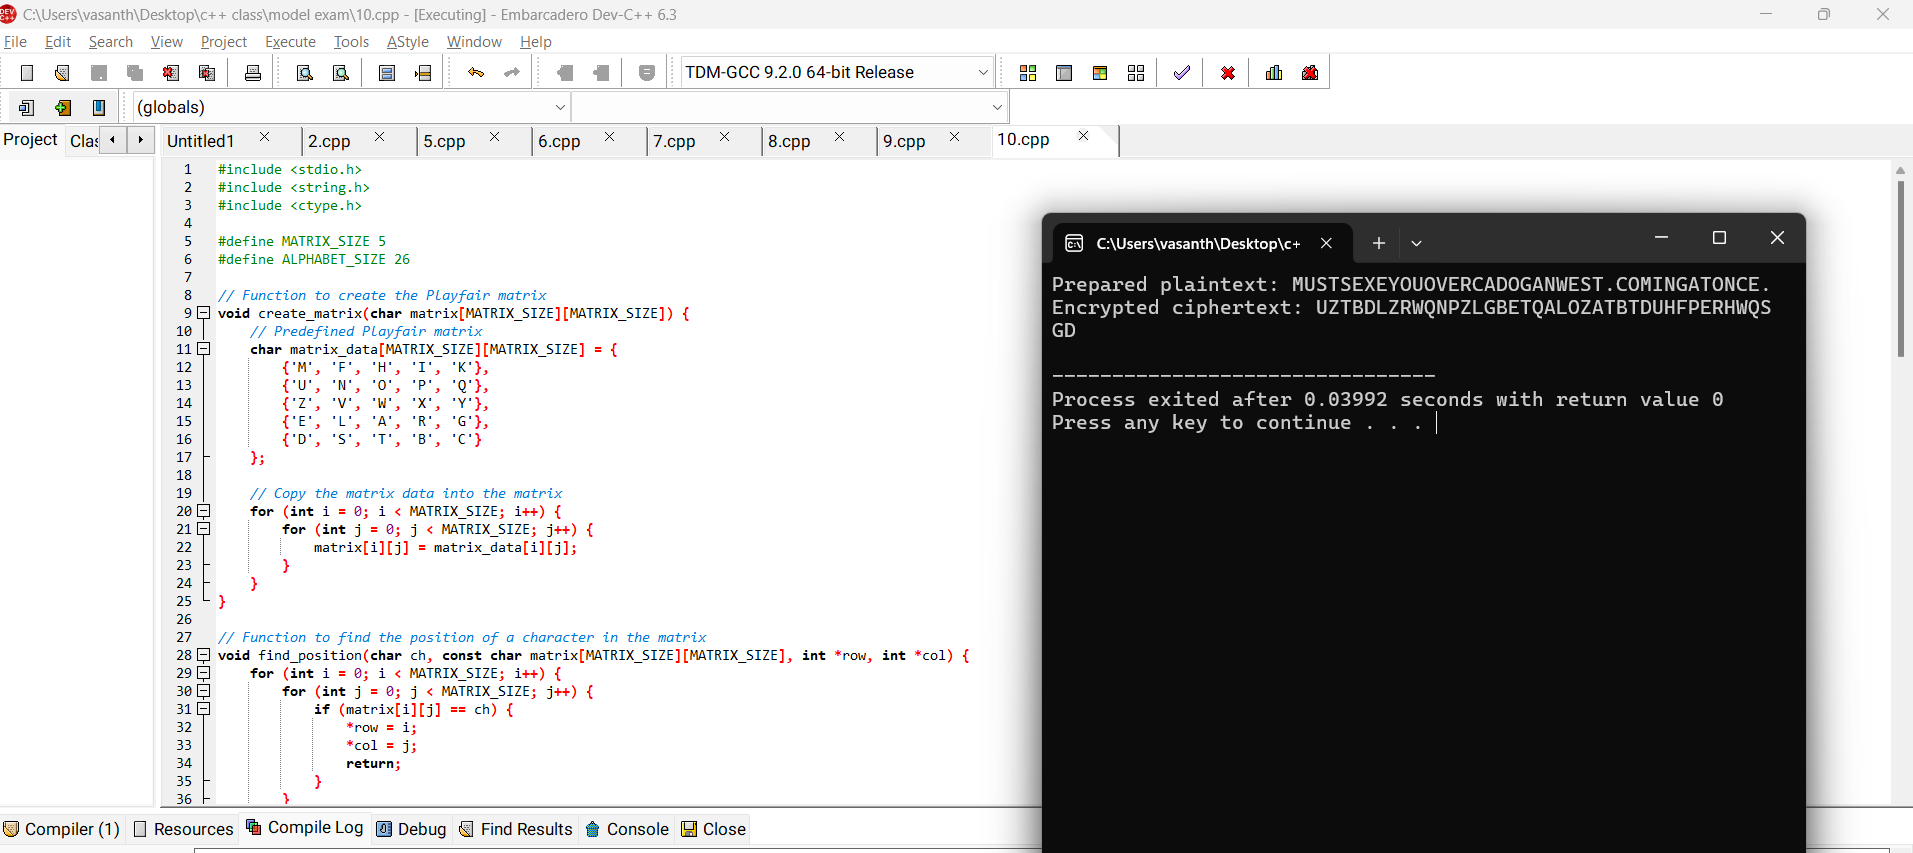 C:\Users\vasanth\Desktop\c++ class\model exam\10.cpp - [Executing] - Embarcadero Dev-C++ 6.3
File Edit Search View Project Execute Tools AStyle Window Help
TDM-GCC 9.2.0 64-bit Release
(globals)
Project Clas Untitled1 2.cpp 5.cpp 6.cpp 7.cpp 8.cpp 9.cpp 10.cpp
1 #include <stdio.h>
2 #include <string.h>
3 #include <ctype.h>
4
5 #define MATRIX_SIZE 5
6 #define ALPHABET_SIZE 26
7
8 // Function to create the Playfair matrix
9 void create_matrix(char matrix[MATRIX_SIZE][MATRIX_SIZE]) {
10 // Predefined Playfair matrix
11 char matrix_data[MATRIX_SIZE][MATRIX_SIZE] = {
12 {'M', 'F', 'H', 'I', 'K'},
13 {'U', 'N', 'O', 'P', 'Q'},
14 {'Z', 'V', 'W', 'X', 'Y'},
15 {'E', 'L', 'A', 'R', 'G'},
16 {'D', 'S', 'T', 'B', 'C'}
17 };
18
19 // Copy the matrix data into the matrix
20 for (int i = 0; i < MATRIX_SIZE; i++) {
21 for (int j = 0; j < MATRIX_SIZE; j++) {
22 matrix[i][j] = matrix_data[i][j];
23 }
24 }
25 }
26
27 // Function to find the position of a character in the matrix
28 void find_position(char ch, const char matrix[MATRIX_SIZE][MATRIX_SIZE], int *row, int *col) {
29 for (int i = 0; i < MATRIX_SIZE; i++) {
30 for (int j = 0; j < MATRIX_SIZE; j++) {
31 if (matrix[i][j] == ch) {
32 *row = i;
33 *col = j;
34 return;
35 }
36 }
C:\Users\vasanth\Desktop\c+
Prepared plaintext: MUSTSEXEYOUOVERCADOGANWEST.COMINGATONCE.
Encrypted ciphertext: UZTBDLZRWQNPZLGBETQALOZATBTDUHFPERHWQS
GD
--------------------------------
Process exited after 0.03992 seconds with return value 0
Press any key to continue . . .
Compiler (1) Resources Compile Log Debug Find Results Console Close